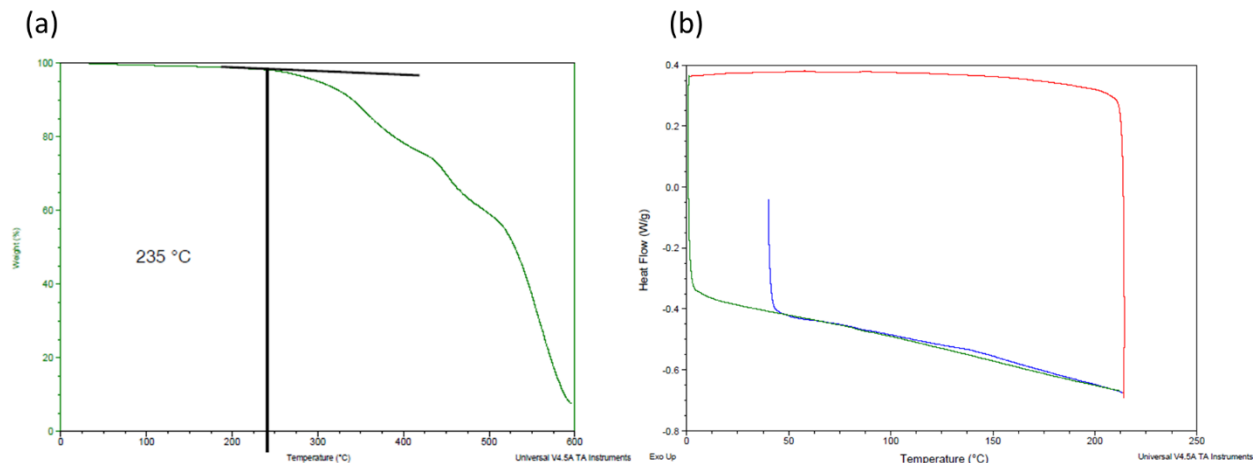 (a)
100
80
60
40
20
0
Weight (%)
235 °C
0
100
200
300
400
500
600
Temperature (°C)
Universal V4.5A TA Instruments
(b)
0.4
0.2
0.0
-0.2
-0.4
-0.6
-0.8
Heat Flow (W/g)
0
50
100
150
200
250
Exo Up
Temperature (°C)
Universal V4.5A TA Instruments